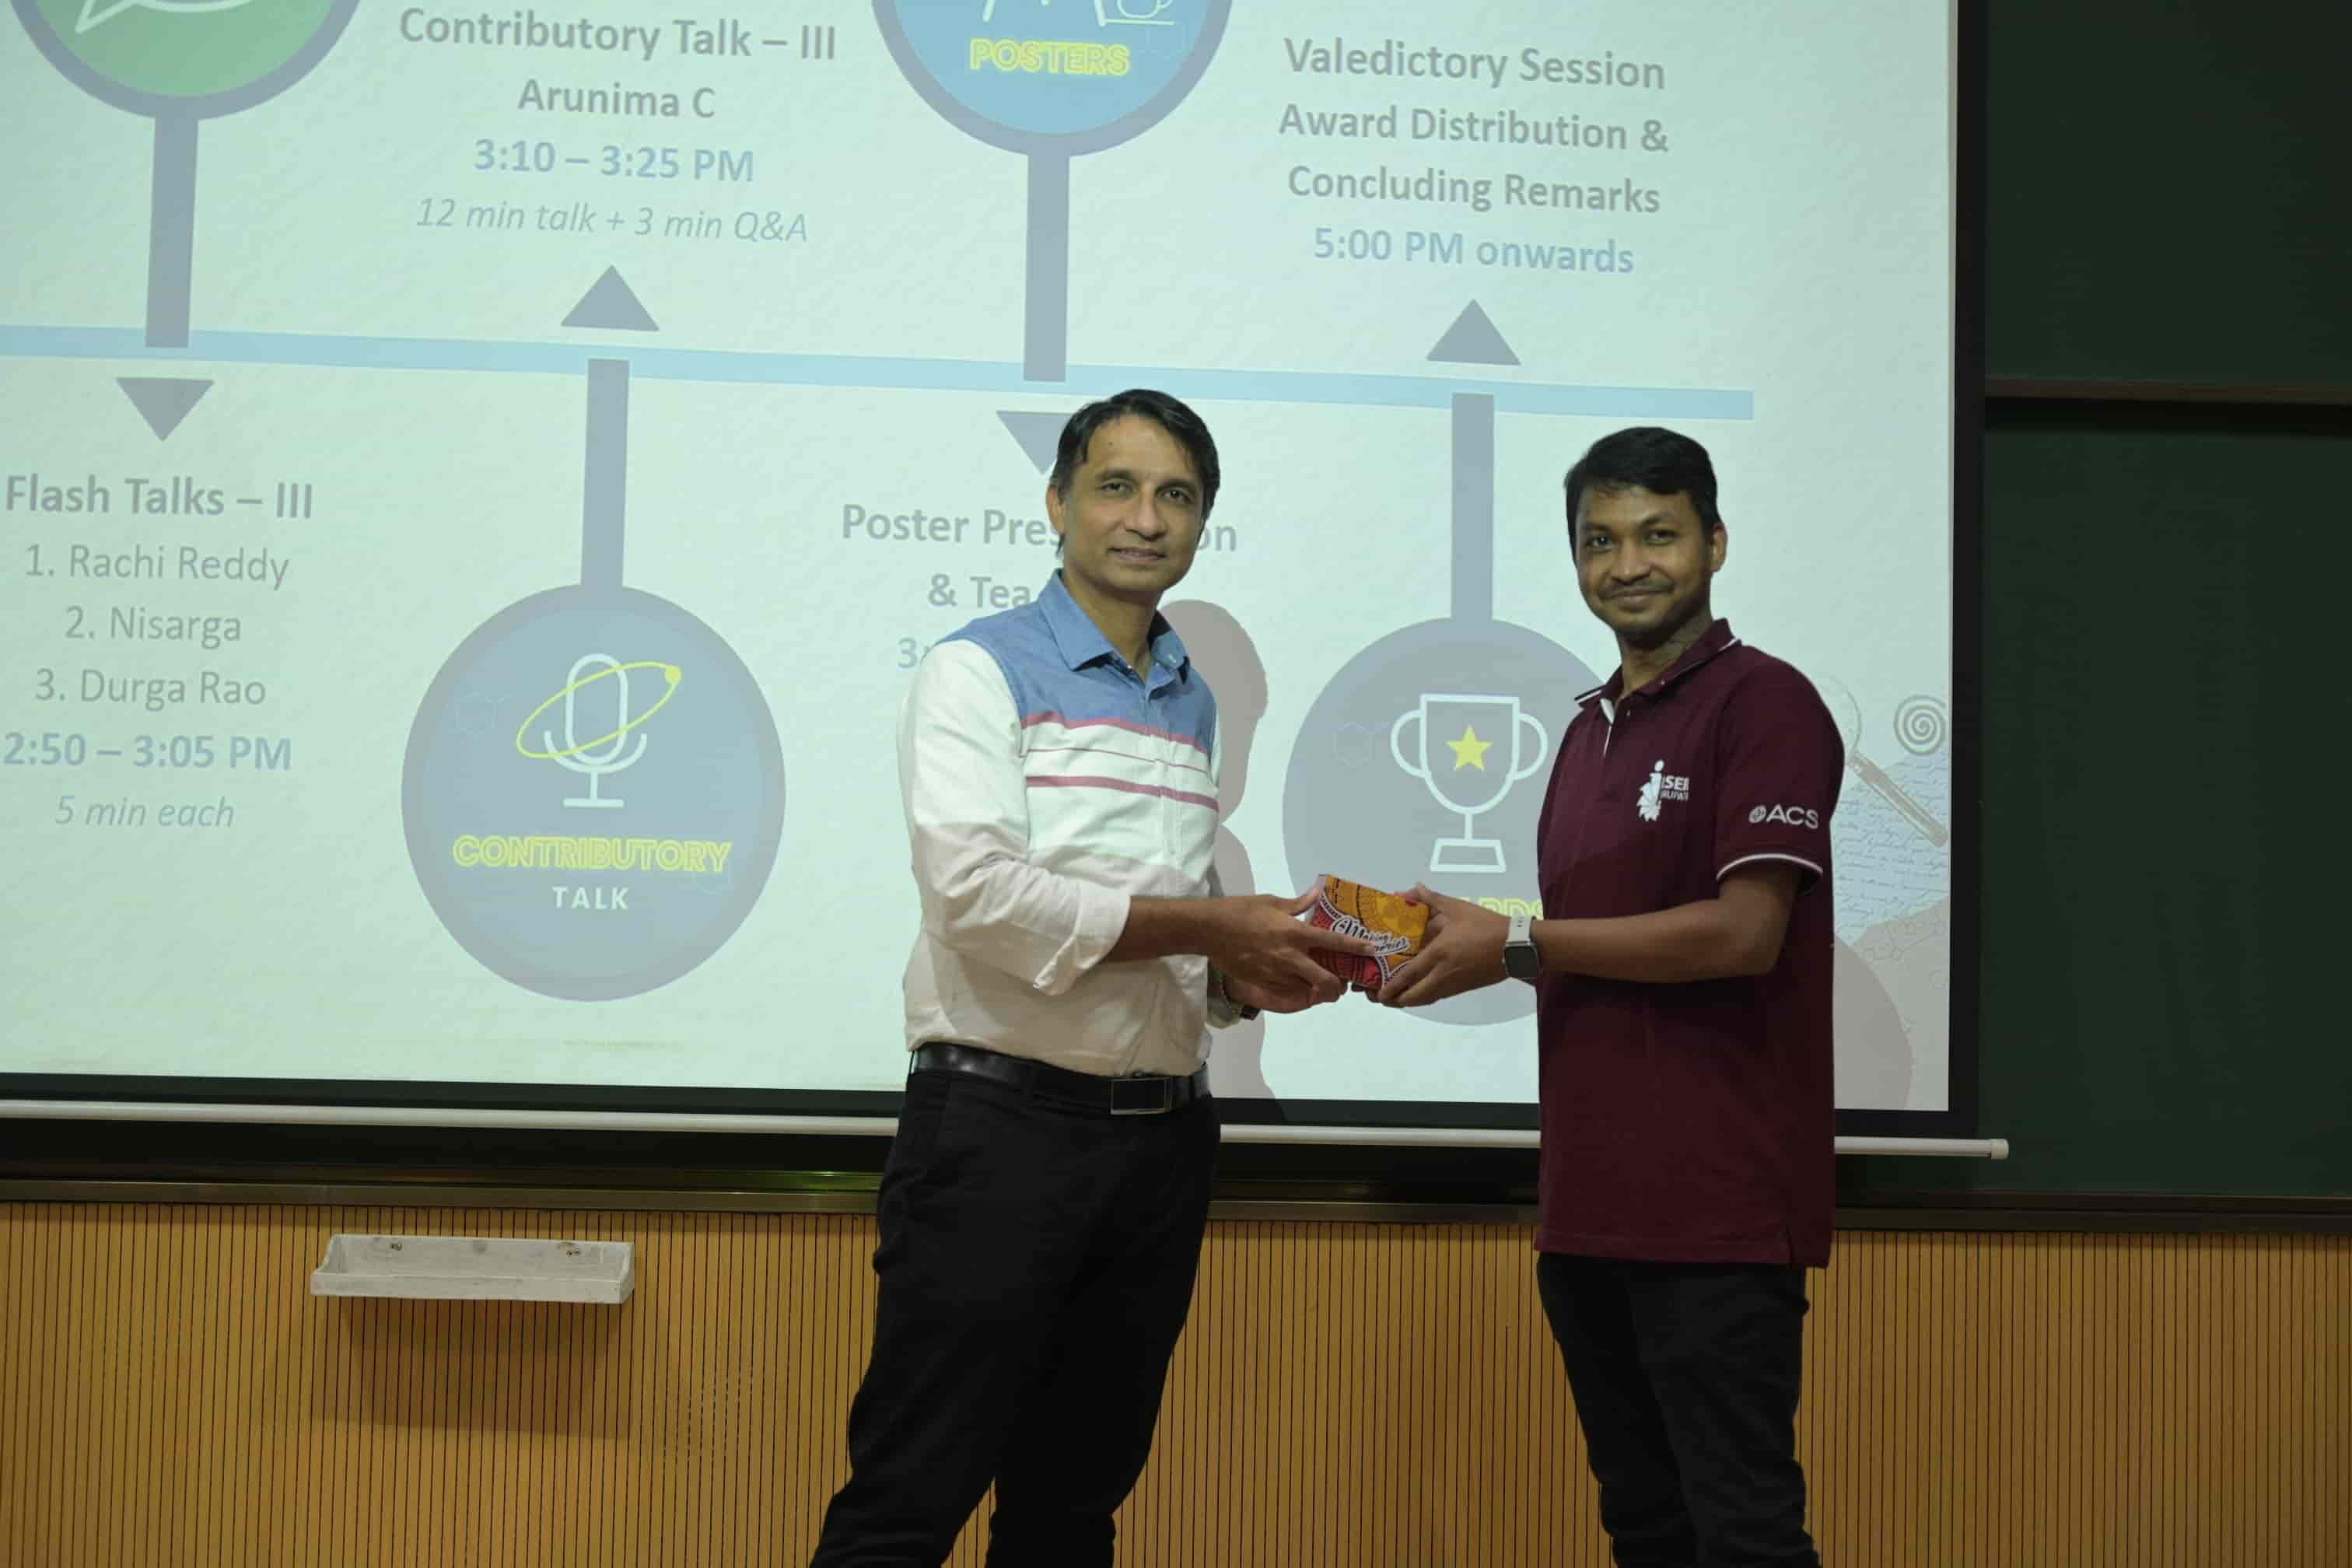 Contributory Talk – III
Arunima C
3:10 – 3:25 PM
12 min talk + 3 min Q&A
POSTERS
Valedictory Session
Award Distribution &
Concluding Remarks
5:00 PM onwards
Flash Talks – III
1. Rachi Reddy
2. Nisarga
3. Durga Rao
2:50 – 3:05 PM
5 min each
CONTRIBUTORY
TALK
Poster
& Tea
Making
ACS